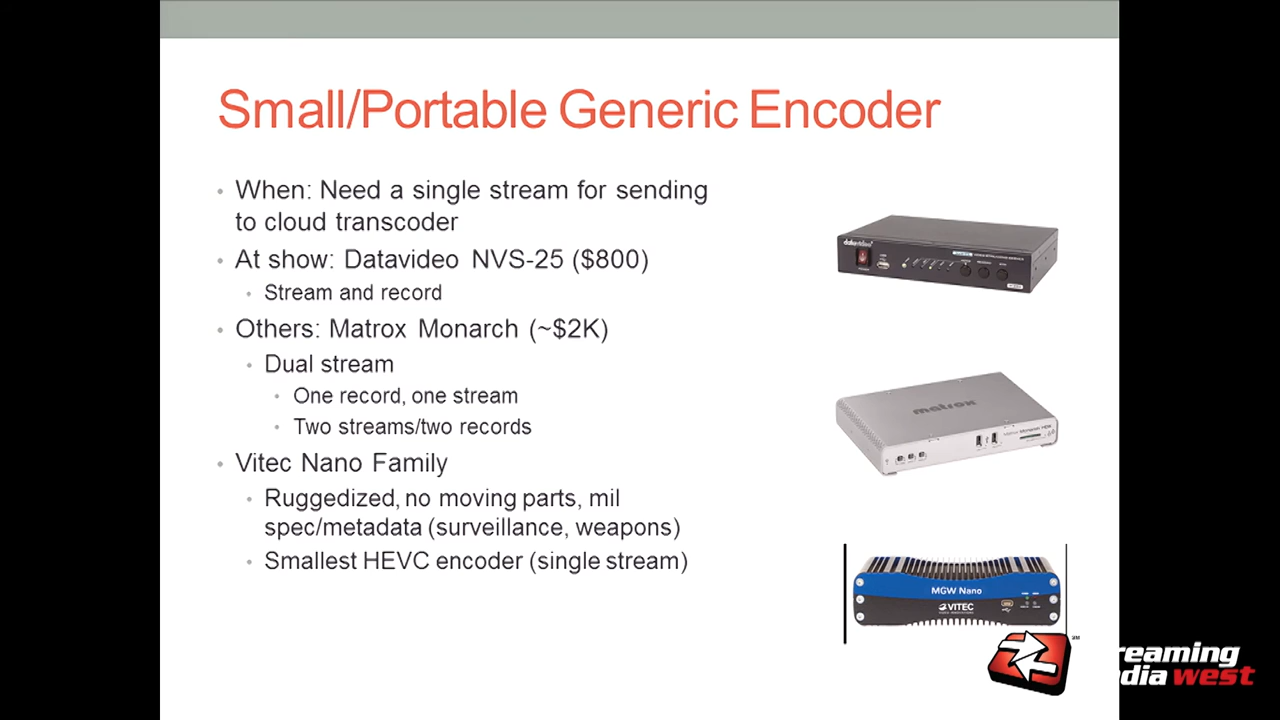 Small/Portable Generic Encoder
• When: Need a single stream for sending
to cloud transcoder
• At show: Datavideo NVS-25 ($800)
• Stream and record
• Others: Matrox Monarch (~$2K)
• Dual stream
• One record, one stream
• Two streams/two records
• Vitec Nano Family
• Ruggedized, no moving parts, mil
spec/metadata (surveillance, weapons)
• Smallest HEVC encoder (single stream)
datavideo
matrox
MGW Nano
VITEC
reaming
dia west